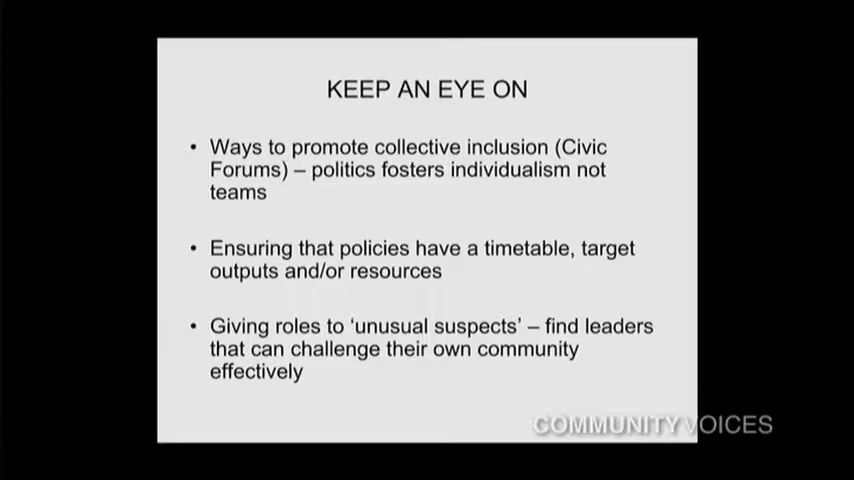 KEEP AN EYE ON
• Ways to promote collective inclusion (Civic
Forums) – politics fosters individualism not
teams
• Ensuring that policies have a timetable, target
outputs and/or resources
• Giving roles to ‘unusual suspects’ – find leaders
that can challenge their own community
effectively
COMMUNITYVOICES